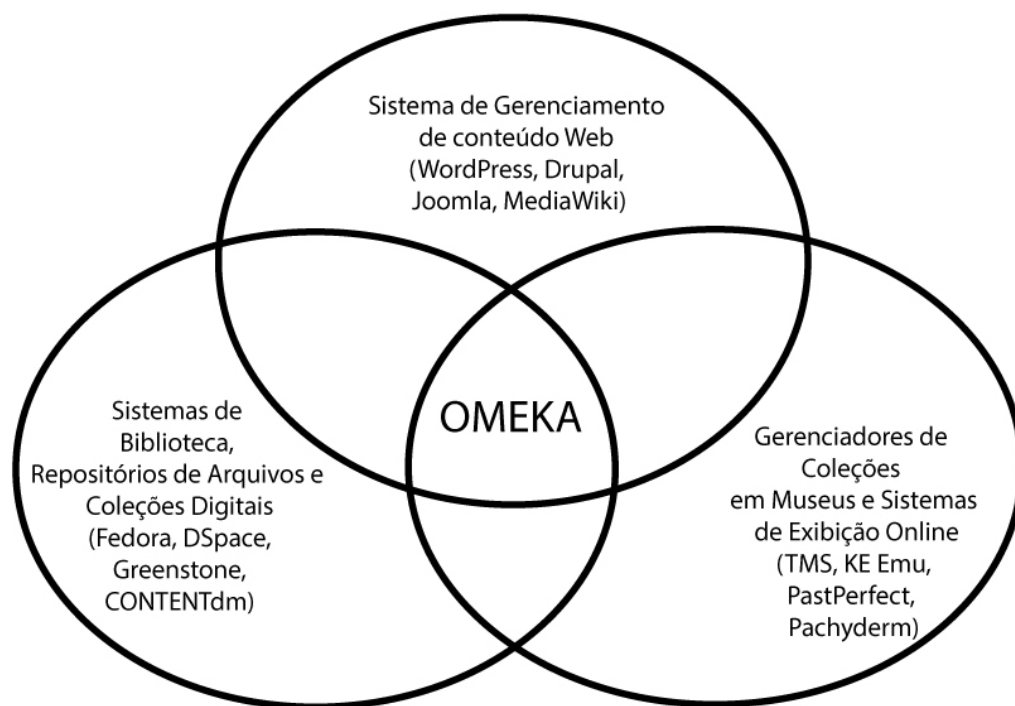 Sistema de Gerenciamento
de conteúdo Web
(WordPress, Drupal,
Joomla, MediaWiki)
OMEKA
Sistemas de
Biblioteca,
Repositórios de Arquivos e
Coleções Digitais
(Fedora, DSpace,
Greenstone,
CONTENTdm)
Gerenciadores de
Coleções
em Museus e Sistemas
de Exibição Online
(TMS, KE Emu,
PastPerfect,
Pachyderm)